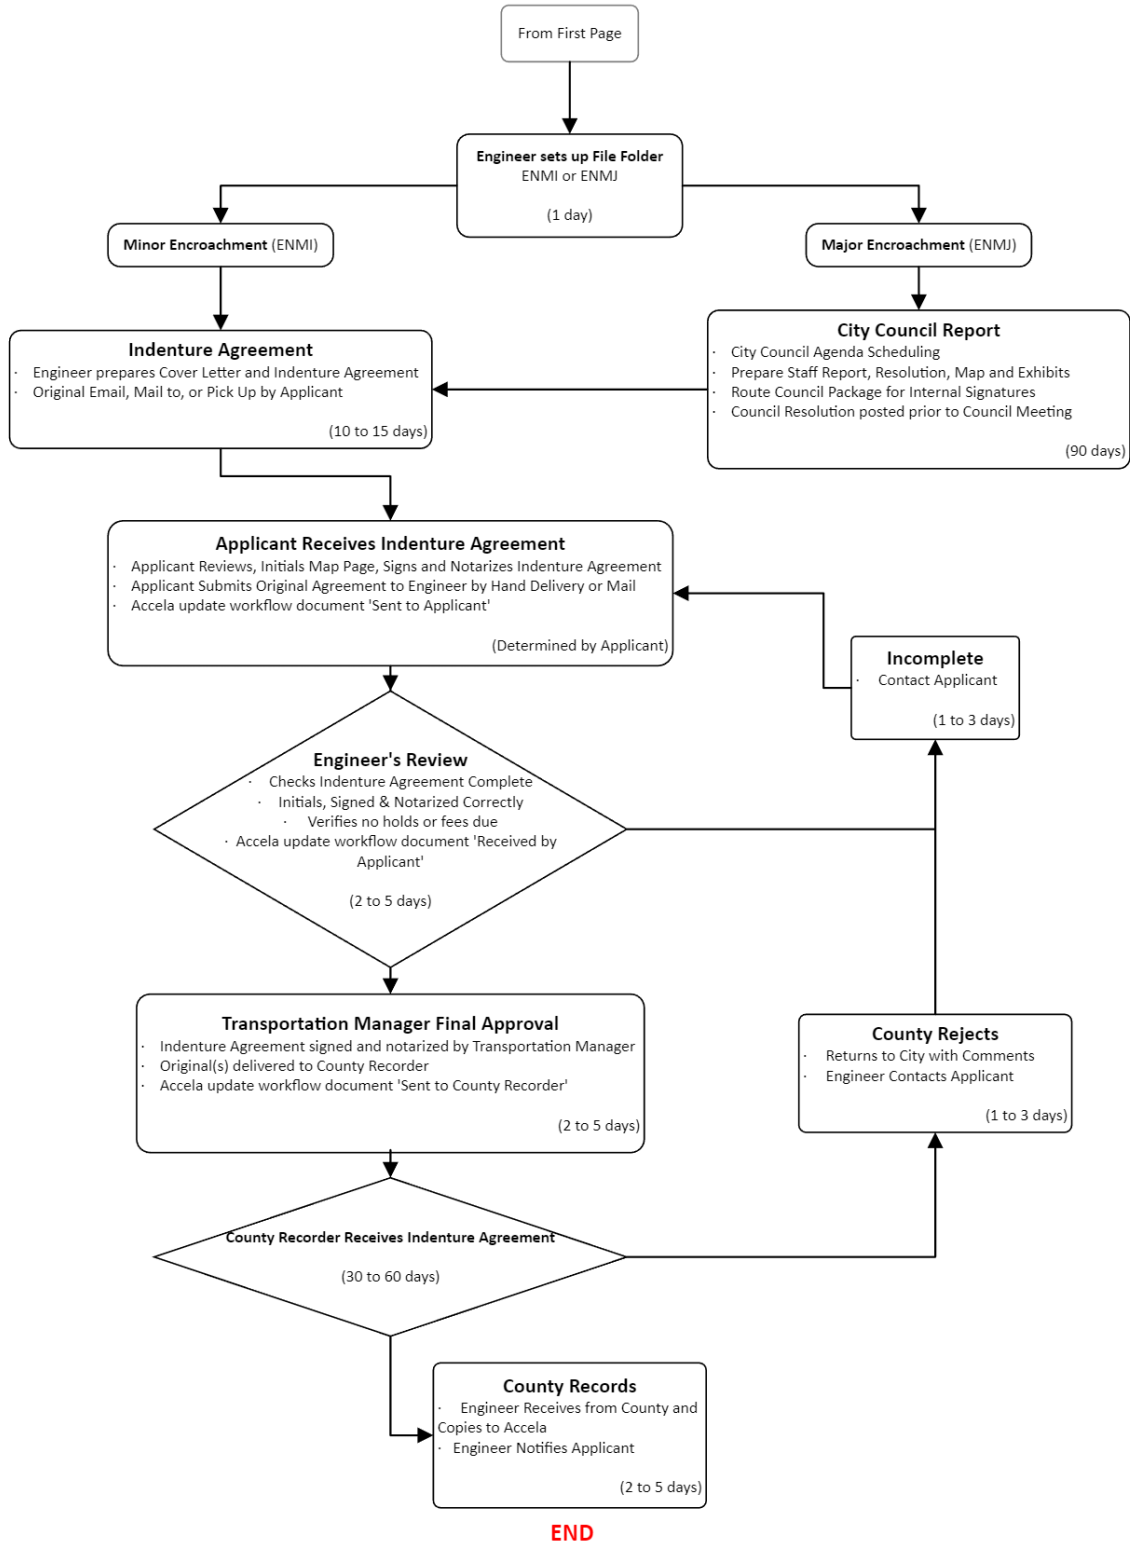 From First Page
Engineer sets up File Folder
ENMI or ENMJ
(1 day)
Minor Encroachment (ENMI)
Major Encroachment (ENMJ)
Indenture Agreement
· Engineer prepares Cover Letter and Indenture Agreement
· Original Email, Mail to, or Pick Up by Applicant
(10 to 15 days)
City Council Report
· City Council Agenda Scheduling
· Prepare Staff Report, Resolution, Map and Exhibits
· Route Council Package for Internal Signatures
· Council Resolution posted prior to Council Meeting
(90 days)
Applicant Receives Indenture Agreement
· Applicant Reviews, Initials Map Page, Signs and Notarizes Indenture Agreement
· Applicant Submits Original Agreement to Engineer by Hand Delivery or Mail
· Accela update workflow document 'Sent to Applicant'
(Determined by Applicant)
Incomplete
· Contact Applicant
(1 to 3 days)
Engineer's Review
· Checks Indenture Agreement Complete
· Initials, Signed & Notarized Correctly
· Verifies no holds or fees due
· Accela update workflow document 'Received by
Applicant'
(2 to 5 days)
Transportation Manager Final Approval
· Indenture Agreement signed and notarized by Transportation Manager
· Original(s) delivered to County Recorder
· Accela update workflow document 'Sent to County Recorder'
(2 to 5 days)
County Rejects
· Returns to City with Comments
· Engineer Contacts Applicant
(1 to 3 days)
County Recorder Receives Indenture Agreement
(30 to 60 days)
County Records
· Engineer Receives from County and
Copies to Accela
· Engineer Notifies Applicant
(2 to 5 days)
END